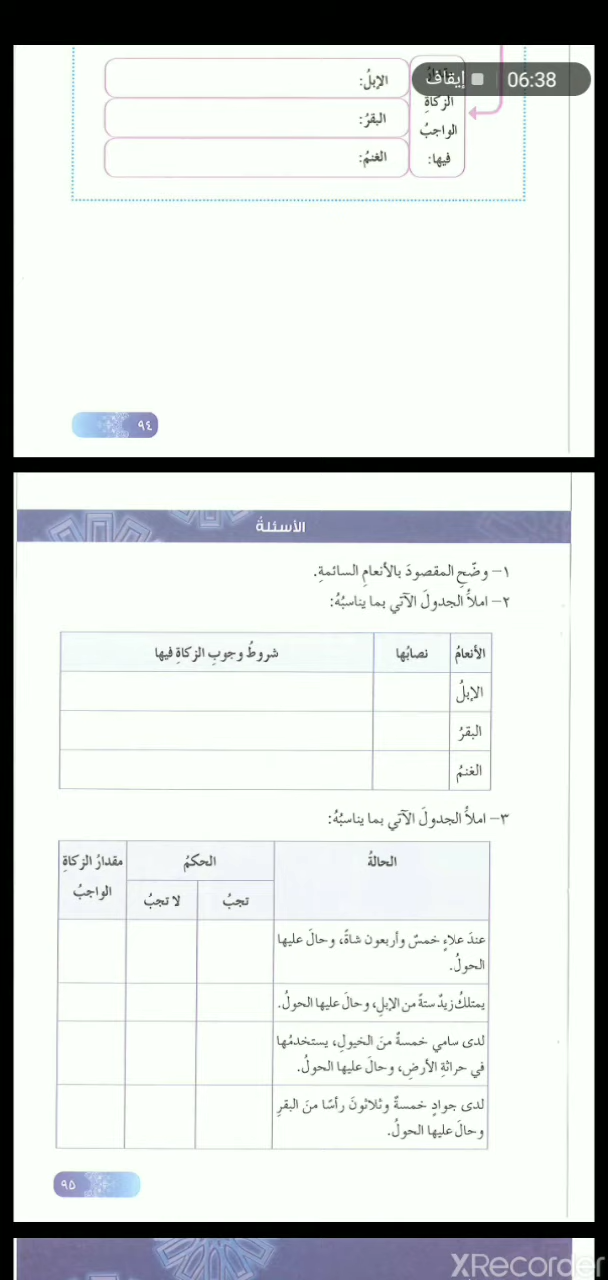 إيقاف
06:38
الزكاةِ
الواجبُ
فيها:
الإبلُ:
البقرُ:
الغنمُ:
٩٤
الأسئلةُ
١- وضّحِ المقصودَ بالأنعامِ السائمةِ.
٢- املأُ الجدولَ الآتي بما يناسبُهُ:
الأنعامُ نصابُها شروطُ وجوبِ الزكاةِ فيها
الإبلُ
البقرُ
الغنمُ
٣- املأُ الجدولَ الآتي بما يناسبُهُ:
الحالةُ الحكمُ مقدارُ الزكاةِ
الواجبُ
تجبُ لا تجبُ
عندَ علاءٍ خمسٌ وأربعون شاةً، وحالَ عليها
الحولُ.
يمتلكُ زيدٌ ستةً من الإبلِ، وحالَ عليها الحولُ.
لدى سامي خمسةٌ منَ الخيولِ، يستخدمُها
في حراثةِ الأرضِ، وحالَ عليها الحولُ.
لدى جوادٍ خمسةٌ وثلاثونَ رأسًا منَ البقرِ
وحالَ عليها الحولُ.
٩٥
XRecorder